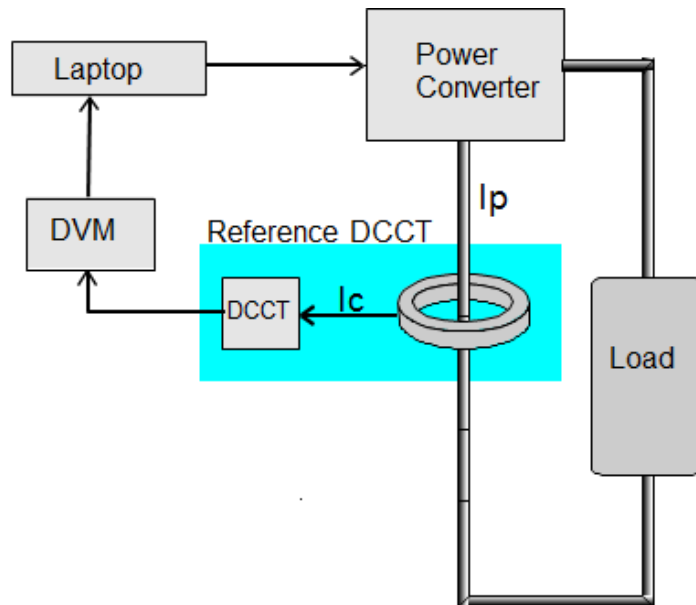 Laptop
Power
Converter
Ip
DVM
Reference DCCT
DCCT
Ic
Load